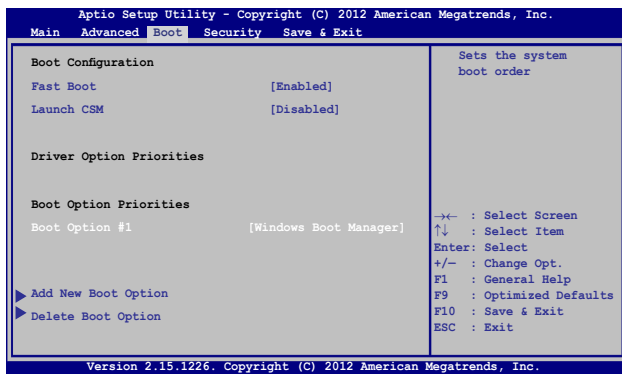 Aptio Setup Utility - Copyright (C) 2012 American Megatrends, Inc.
Main Advanced Boot Security Save & Exit
Boot Configuration
Fast Boot [Enabled]
Launch CSM [Disabled]
Driver Option Priorities
Boot Option Priorities
Boot Option #1 [Windows Boot Manager]
Add New Boot Option
Delete Boot Option
Sets the system
boot order
→← : Select Screen
↑↓ : Select Item
Enter: Select
+/— : Change Opt.
F1 : General Help
F9 : Optimized Defaults
F10 : Save & Exit
ESC : Exit
Version 2.15.1226. Copyright (C) 2012 American Megatrends, Inc.